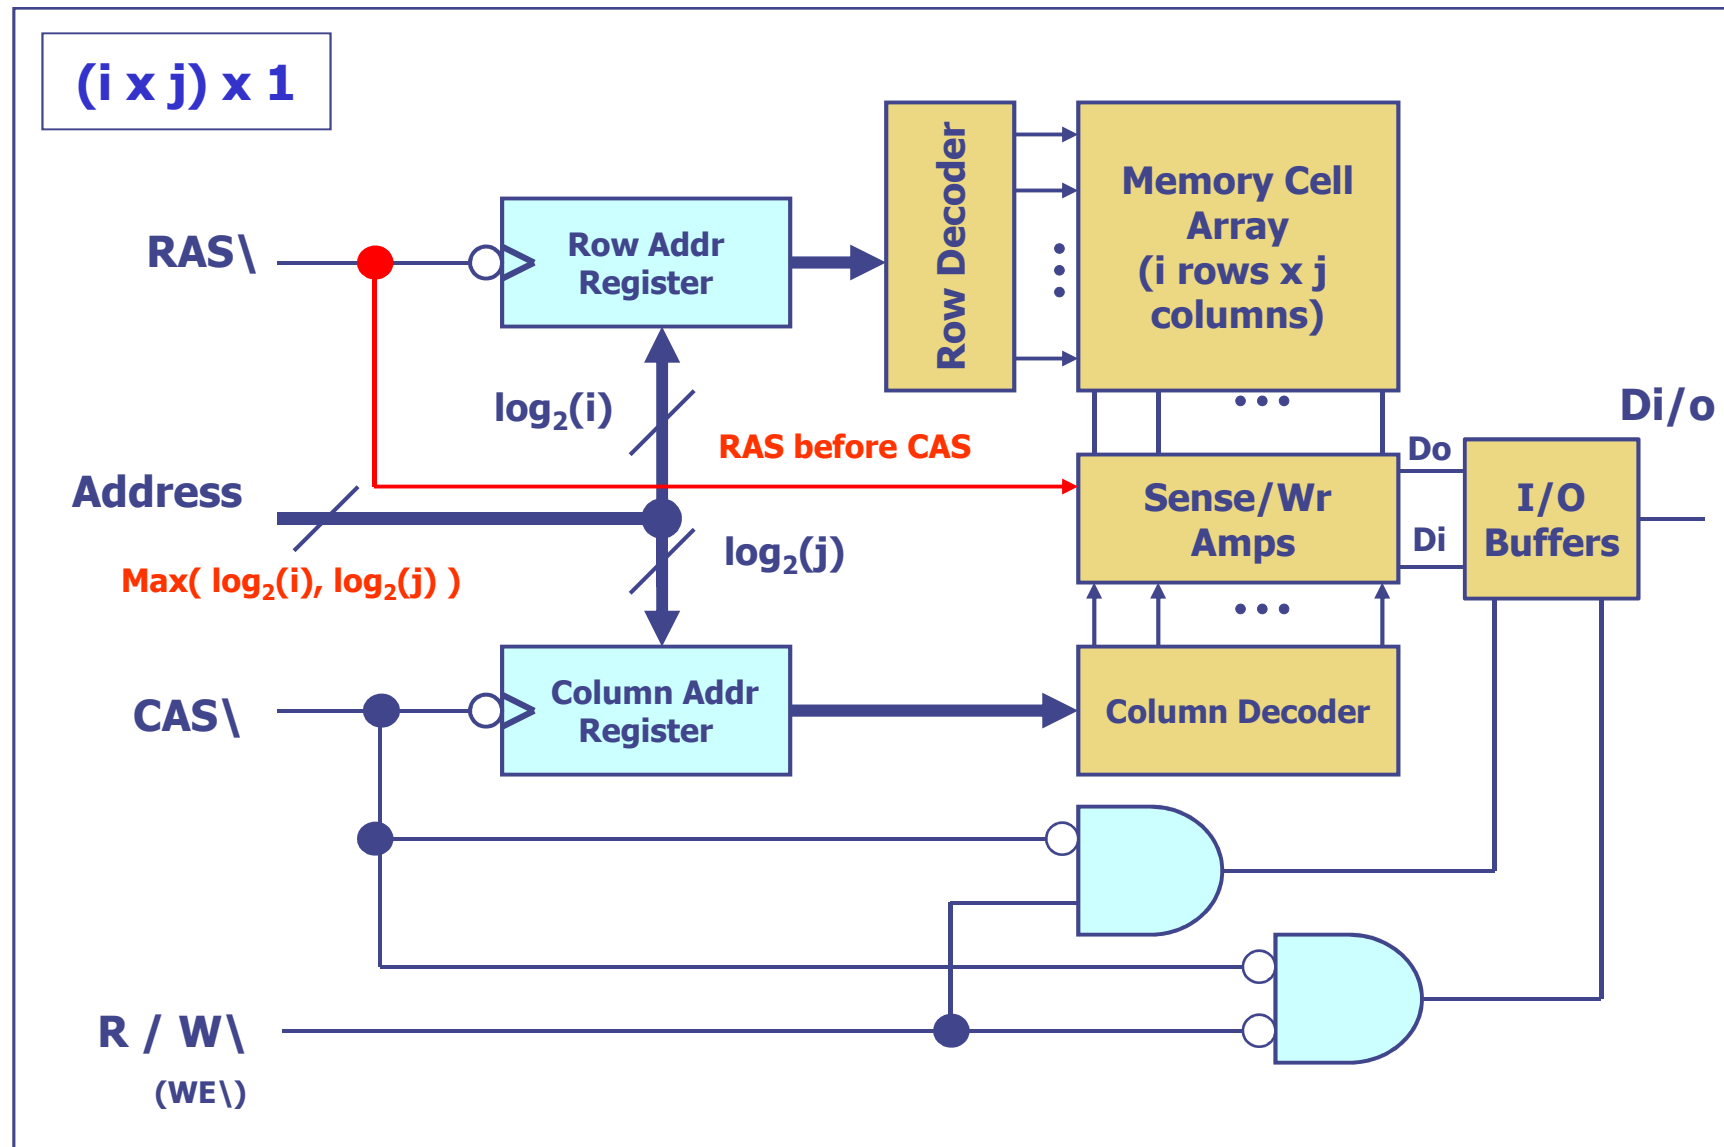 (i x j) x 1
RAS\
Row Addr
Register
Row Decoder
Memory Cell
Array
(i rows x j
columns)
log₂(i)
RAS before CAS
Address
Max( log₂(i), log₂(j) )
log₂(j)
Sense/Wr
Amps
Do
Di
I/O
Buffers
Di/o
CAS\
Column Addr
Register
Column Decoder
R / W\
(WE\)